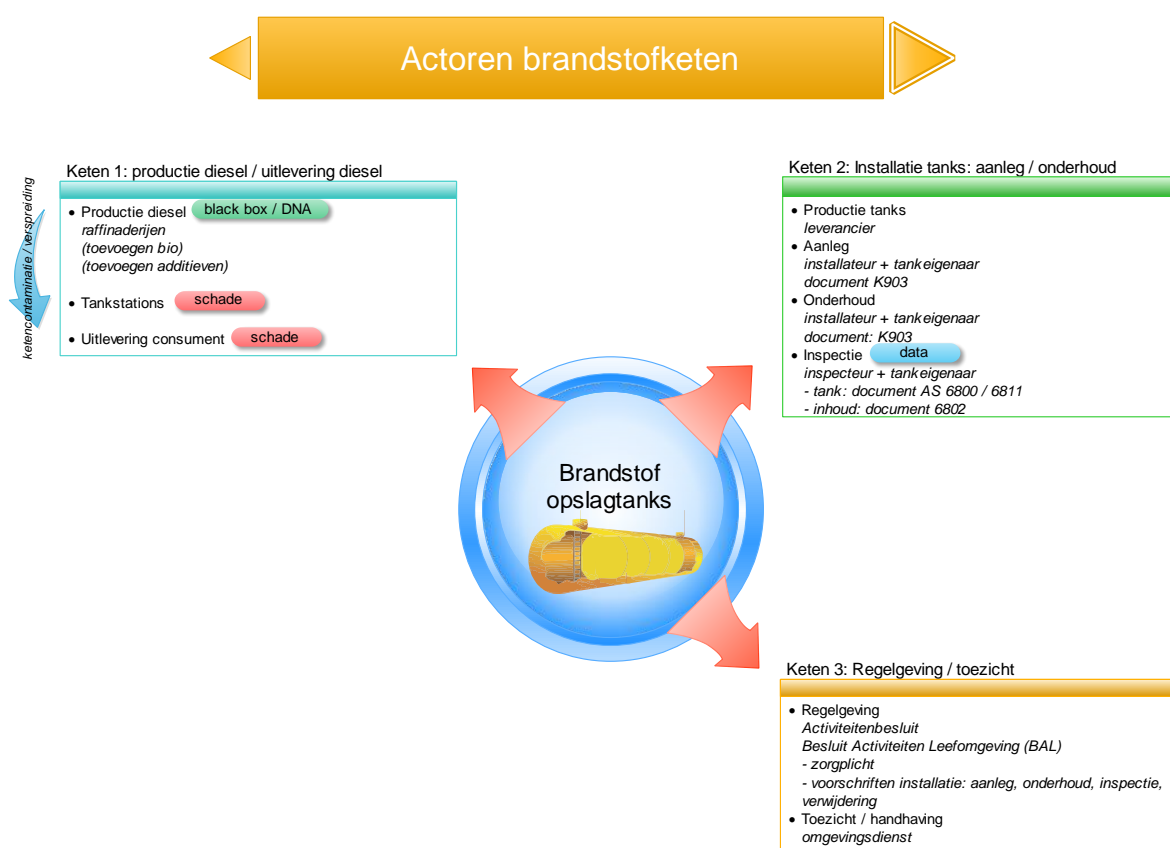 Actoren brandstofketen
Keten 1: productie diesel / uitlevering diesel
ketencontaminatie / verspreiding
• Productie diesel black box / DNA
raffinaderijen
(toevoegen bio)
(toevoegen additieven)
• Tankstations schade
• Uitlevering consument schade
Keten 2: Installatie tanks: aanleg / onderhoud
• Productie tanks
leverancier
• Aanleg
installateur + tankeigenaar
document K903
• Onderhoud
installateur + tankeigenaar
document: K903
• Inspectie data
inspecteur + tankeigenaar
- tank: document AS 6800 / 6811
- inhoud: document 6802
Brandstof
opslagtanks
Keten 3: Regelgeving / toezicht
• Regelgeving
Activiteitenbesluit
Besluit Activiteiten Leefomgeving (BAL)
- zorgplicht
- voorschriften installatie: aanleg, onderhoud, inspectie,
verwijdering
• Toezicht / handhaving
omgevingsdienst